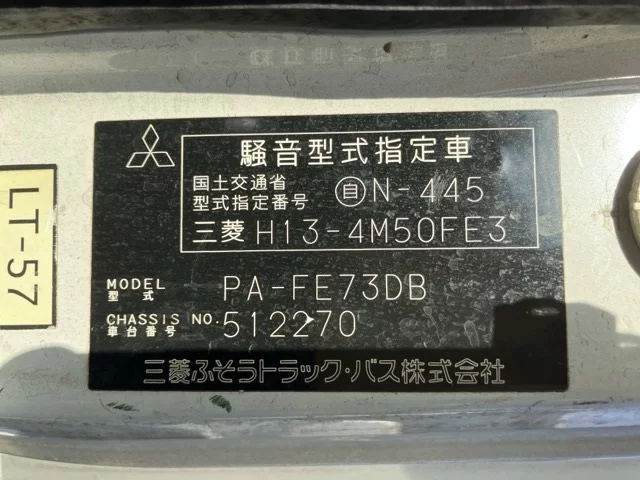 騒音型式指定車
国土交通省
型式指定番号 自N-445
三菱 H13-4M50FE3
MODEL
型式 PA-FE73DB
CHASSIS NO.
車台番号 512270
三菱ふそうトラック・バス株式会社
LT-57